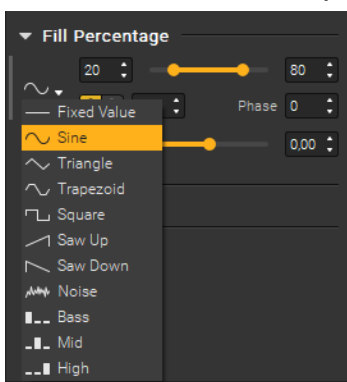 Fill Percentage
20 80
Phase 0
Fixed Value
Sine
0,00
Triangle
Trapezoid
Square
Saw Up
Saw Down
Noise
Bass
Mid
High